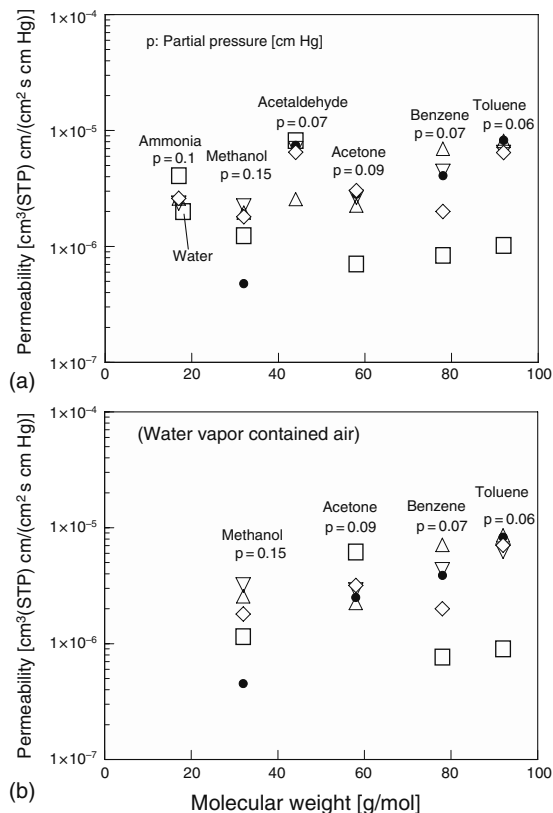 1×10⁻⁴
p: Partial pressure [cm Hg]
Permeability [cm³(STP) cm/(cm² s cm Hg)]
1×10⁻⁵
Ammonia
p = 0.1
Methanol
p = 0.15
Acetaldehyde
p = 0.07
Acetone
p = 0.09
Benzene
p = 0.07
Toluene
p = 0.06
Water
1×10⁻⁶
1×10⁻⁷
0 20 40 60 80 100
(a)
1×10⁻⁴
(Water vapor contained air)
Permeability [cm³(STP) cm/(cm² s cm Hg)]
1×10⁻⁵
Methanol
p = 0.15
Acetone
p = 0.09
Benzene
p = 0.07
Toluene
p = 0.06
1×10⁻⁶
1×10⁻⁷
0 20 40 60 80 100
(b)
Molecular weight [g/mol]